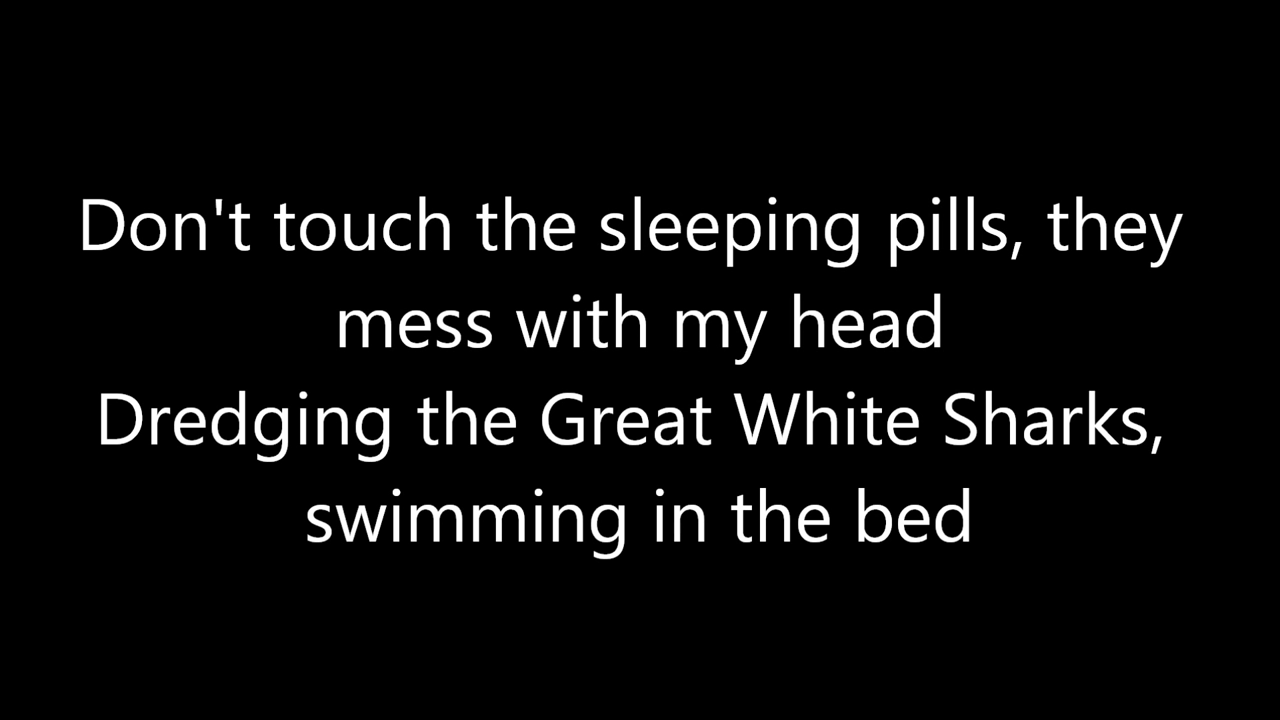 Don't touch the sleeping pills, they
mess with my head
Dredging the Great White Sharks,
swimming in the bed